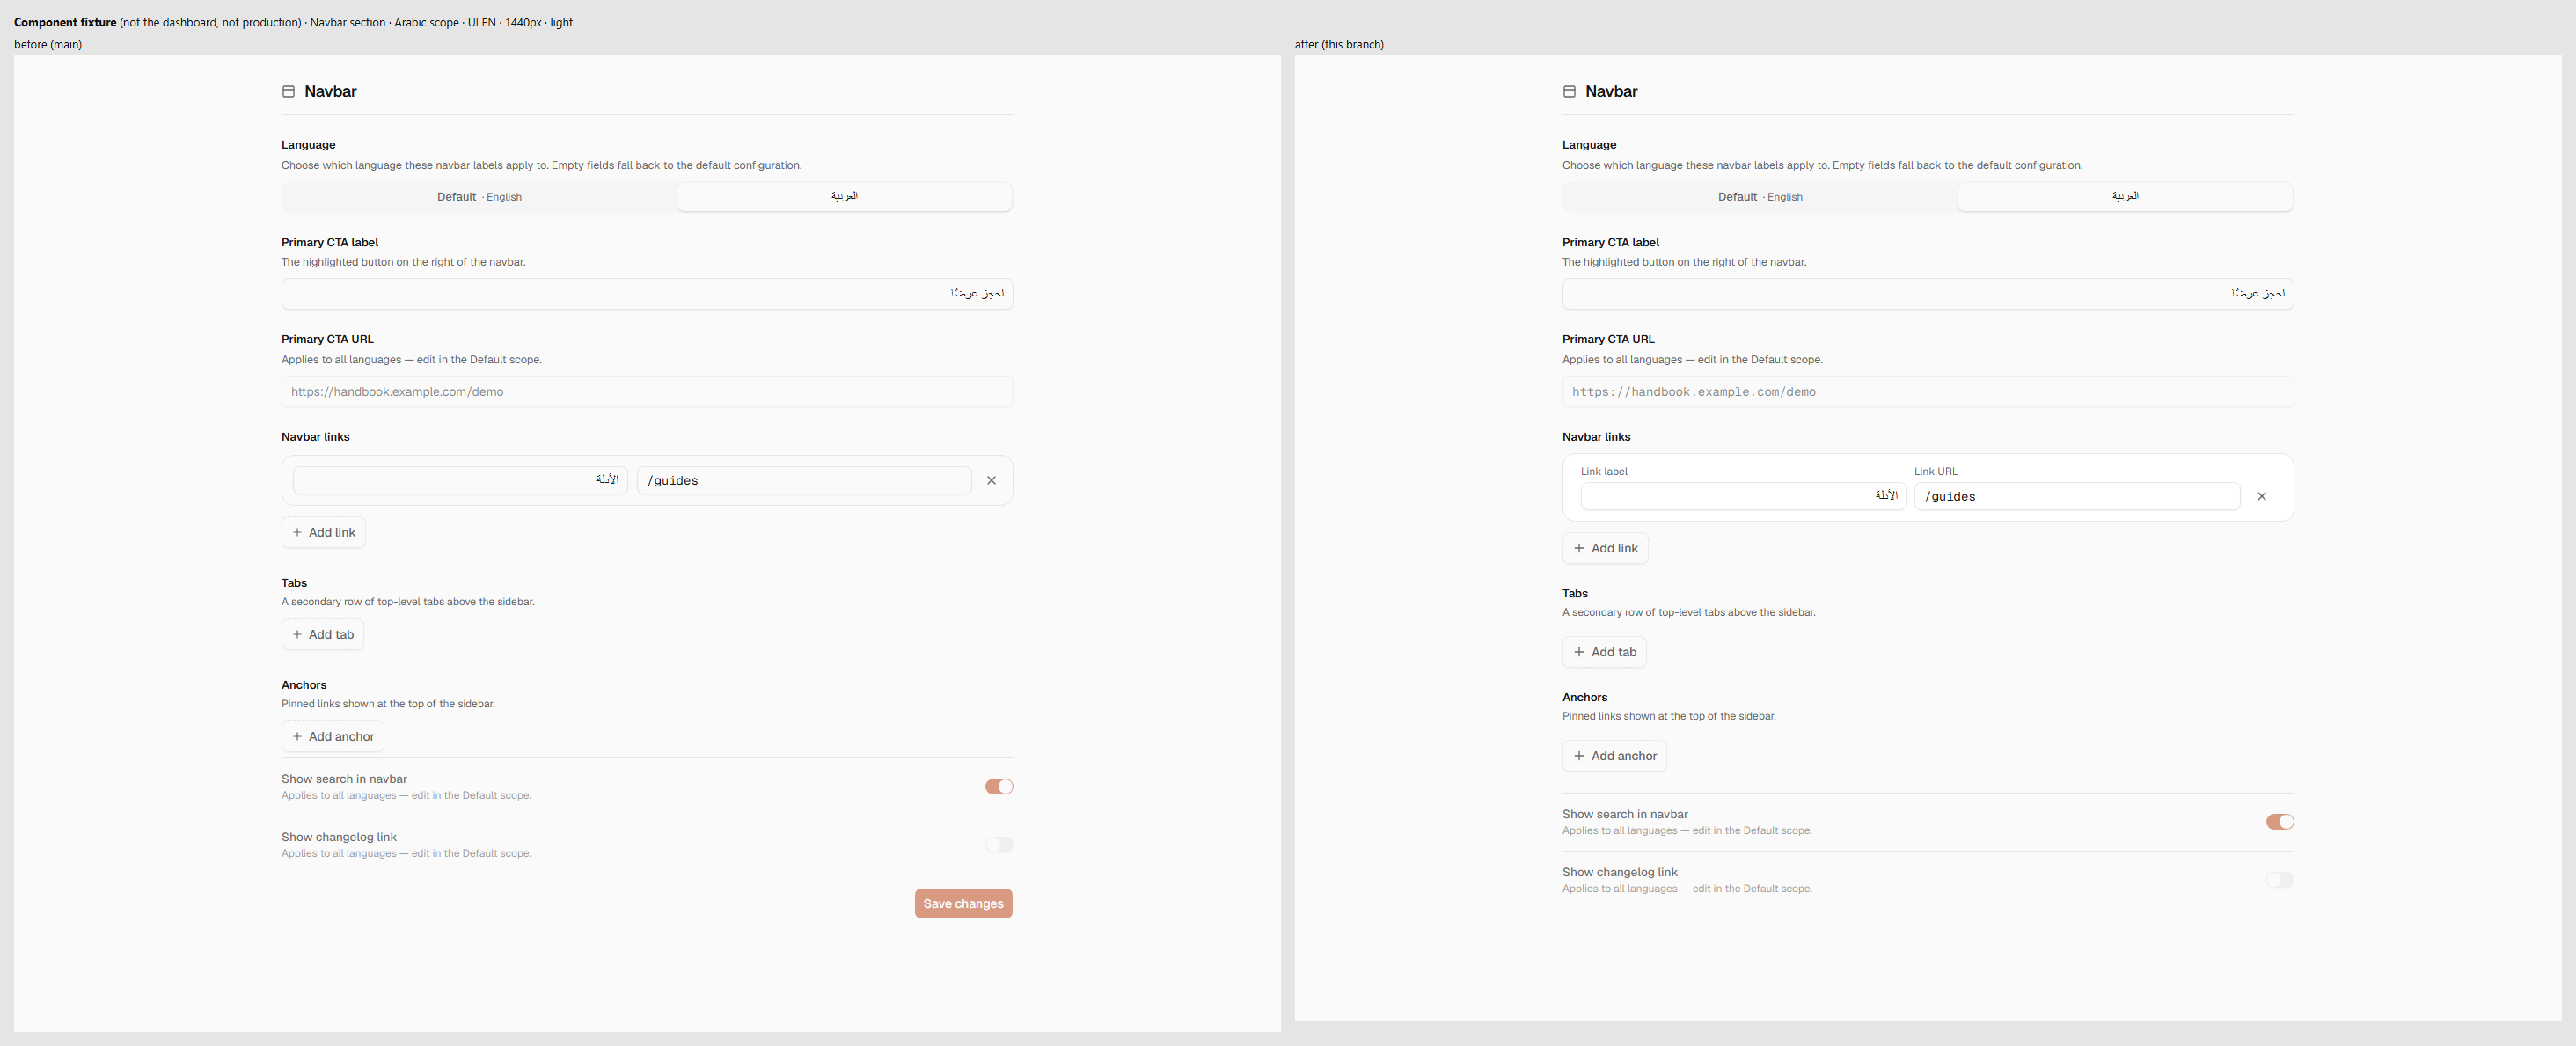 Component fixture (not the dashboard, not production) · Navbar section · Arabic scope · UI EN · 1440px · light
before (main)
Navbar
Language
Choose which language these navbar labels apply to. Empty fields fall back to the default configuration.
Default · English
العربية
Primary CTA label
The highlighted button on the right of the navbar.
احجز عرضًا
Primary CTA URL
Applies to all languages — edit in the Default scope.
https://handbook.example.com/demo
Navbar links
الأدلة
/guides
Add link
Tabs
A secondary row of top-level tabs above the sidebar.
Add tab
Anchors
Pinned links shown at the top of the sidebar.
Add anchor
Show search in navbar
Applies to all languages — edit in the Default scope.
Show changelog link
Applies to all languages — edit in the Default scope.
Save changes
after (this branch)
Navbar
Language
Choose which language these navbar labels apply to. Empty fields fall back to the default configuration.
Default · English
العربية
Primary CTA label
The highlighted button on the right of the navbar.
احجز عرضًا
Primary CTA URL
Applies to all languages — edit in the Default scope.
https://handbook.example.com/demo
Navbar links
Link label
Link URL
الأدلة
/guides
Add link
Tabs
A secondary row of top-level tabs above the sidebar.
Add tab
Anchors
Pinned links shown at the top of the sidebar.
Add anchor
Show search in navbar
Applies to all languages — edit in the Default scope.
Show changelog link
Applies to all languages — edit in the Default scope.